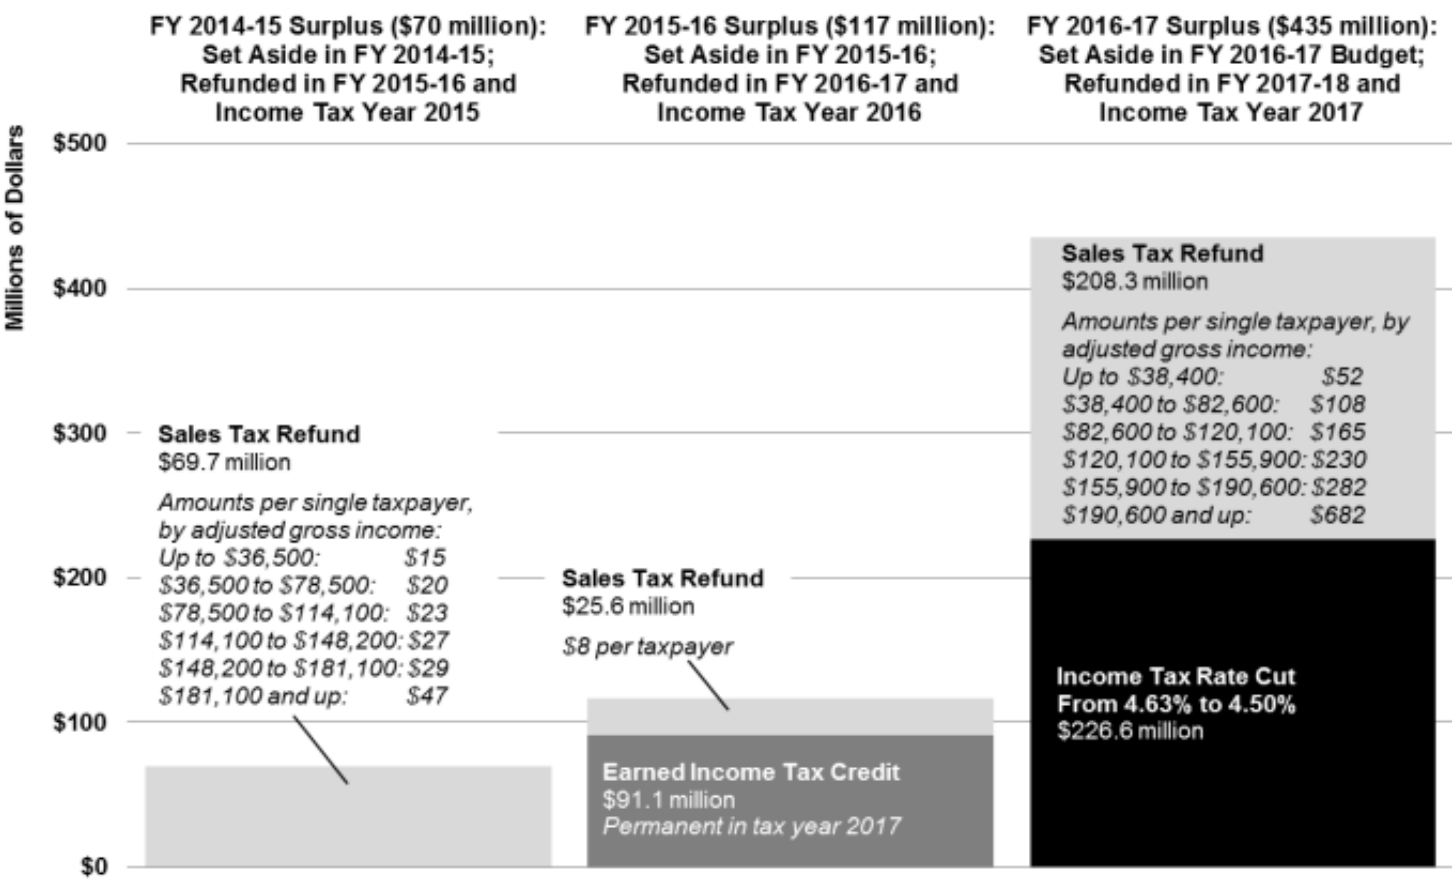 FY 2014-15 Surplus ($70 million):
Set Aside in FY 2014-15;
Refunded in FY 2015-16 and
Income Tax Year 2015
FY 2015-16 Surplus ($117 million):
Set Aside in FY 2015-16;
Refunded in FY 2016-17 and
Income Tax Year 2016
FY 2016-17 Surplus ($435 million):
Set Aside in FY 2016-17 Budget;
Refunded in FY 2017-18 and
Income Tax Year 2017
Millions of Dollars
$500
$400
$300
$200
$100
$0
Sales Tax Refund
$69.7 million
Amounts per single taxpayer,
by adjusted gross income:
Up to $36,500: $15
$36,500 to $78,500: $20
$78,500 to $114,100: $23
$114,100 to $148,200: $27
$148,200 to $181,100: $29
$181,100 and up: $47
Sales Tax Refund
$25.6 million
$8 per taxpayer
Earned Income Tax Credit
$91.1 million
Permanent in tax year 2017
Sales Tax Refund
$208.3 million
Amounts per single taxpayer, by
adjusted gross income:
Up to $38,400: $52
$38,400 to $82,600: $108
$82,600 to $120,100: $165
$120,100 to $155,900: $230
$155,900 to $190,600: $282
$190,600 and up: $682
Income Tax Rate Cut
From 4.63% to 4.50%
$226.6 million